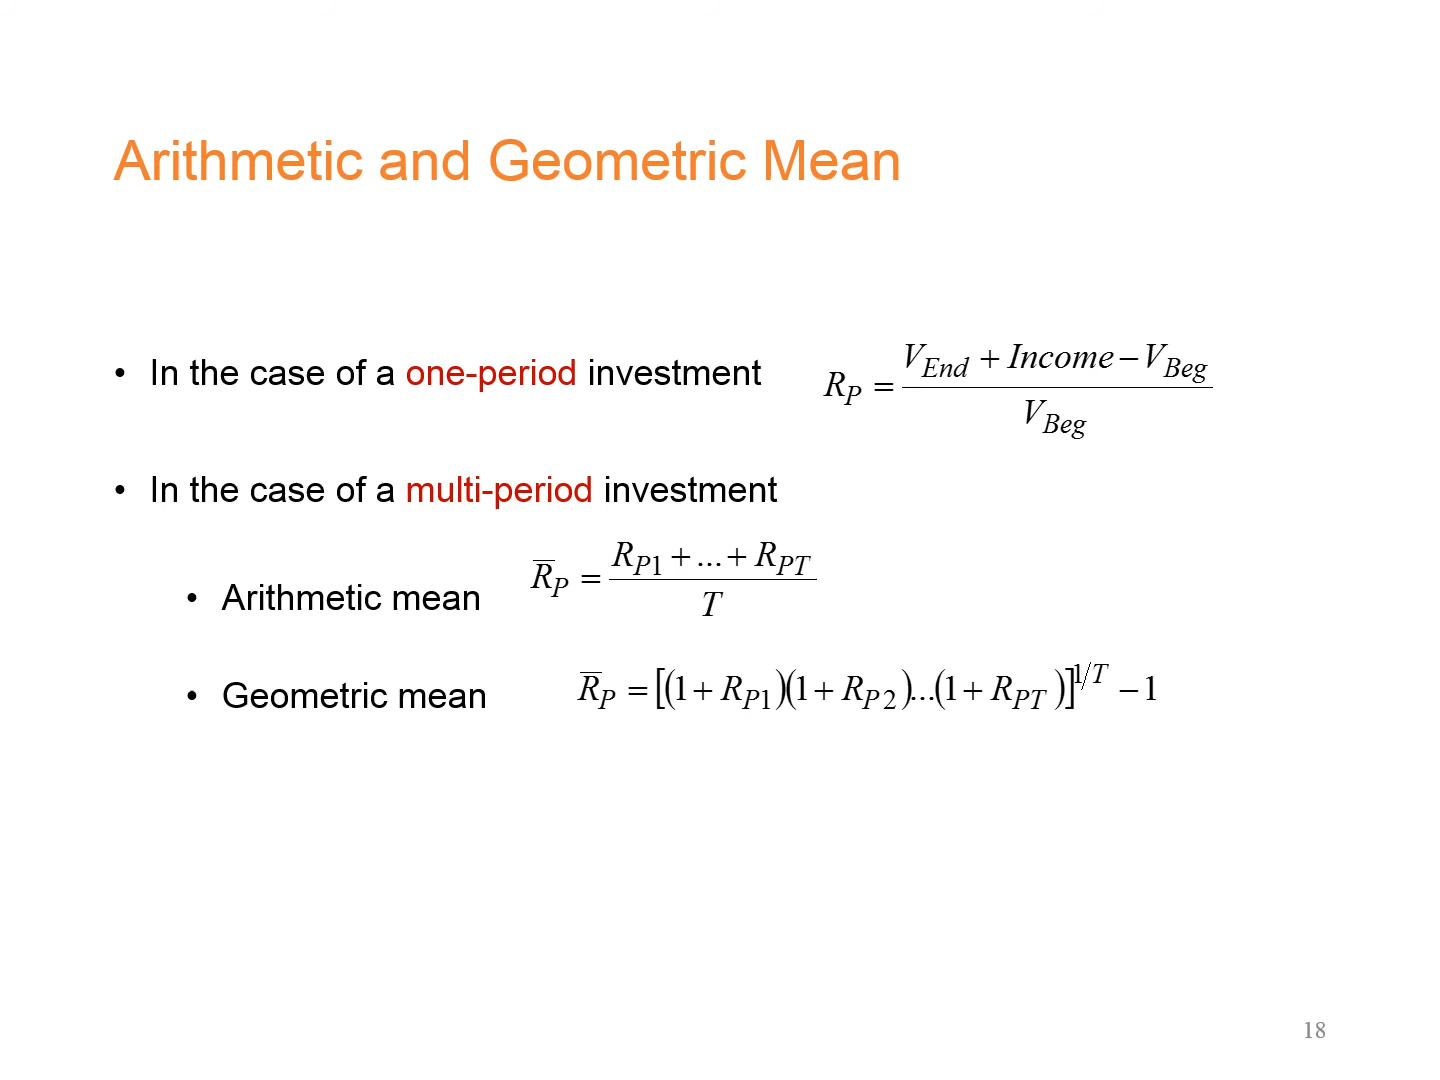 Arithmetic and Geometric Mean
• In the case of a one-period investment R_P = (V_End + Income − V_Beg) / V_Beg
• In the case of a multi-period investment
• Arithmetic mean R̅_P = (R_P1 + ... + R_PT) / T
• Geometric mean R̅_P = [(1 + R_P1)(1 + R_P2)...(1 + R_PT)]^1/T − 1
18